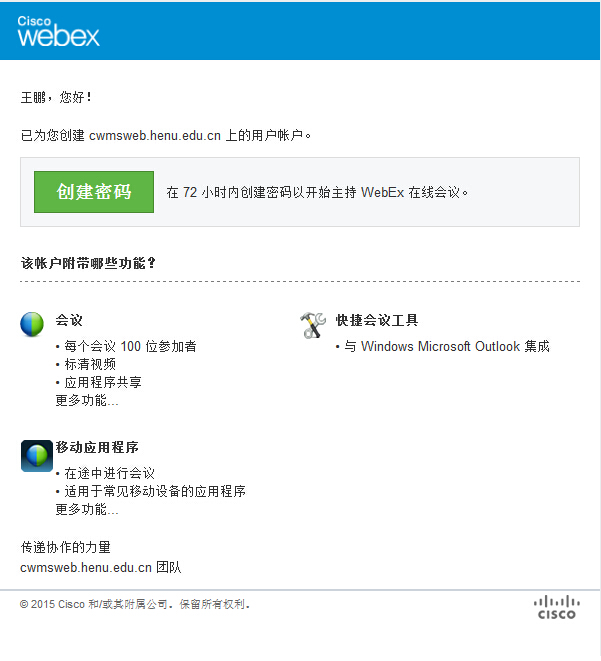 Cisco
webex
王鹏，您好！
已为您创建 cwmsweb.henu.edu.cn 上的用户帐户。
创建密码 在 72 小时内创建密码以开始主持 WebEx 在线会议。
该帐户附带哪些功能？
会议
• 每个会议 100 位参加者
• 标清视频
• 应用程序共享
更多功能...
快捷会议工具
• 与 Windows Microsoft Outlook 集成
移动应用程序
• 在途中进行会议
• 适用于常见移动设备的应用程序
更多功能...
传递协作的力量
cwmsweb.henu.edu.cn 团队
© 2015 Cisco 和/或其附属公司。保留所有权利。
CISCO